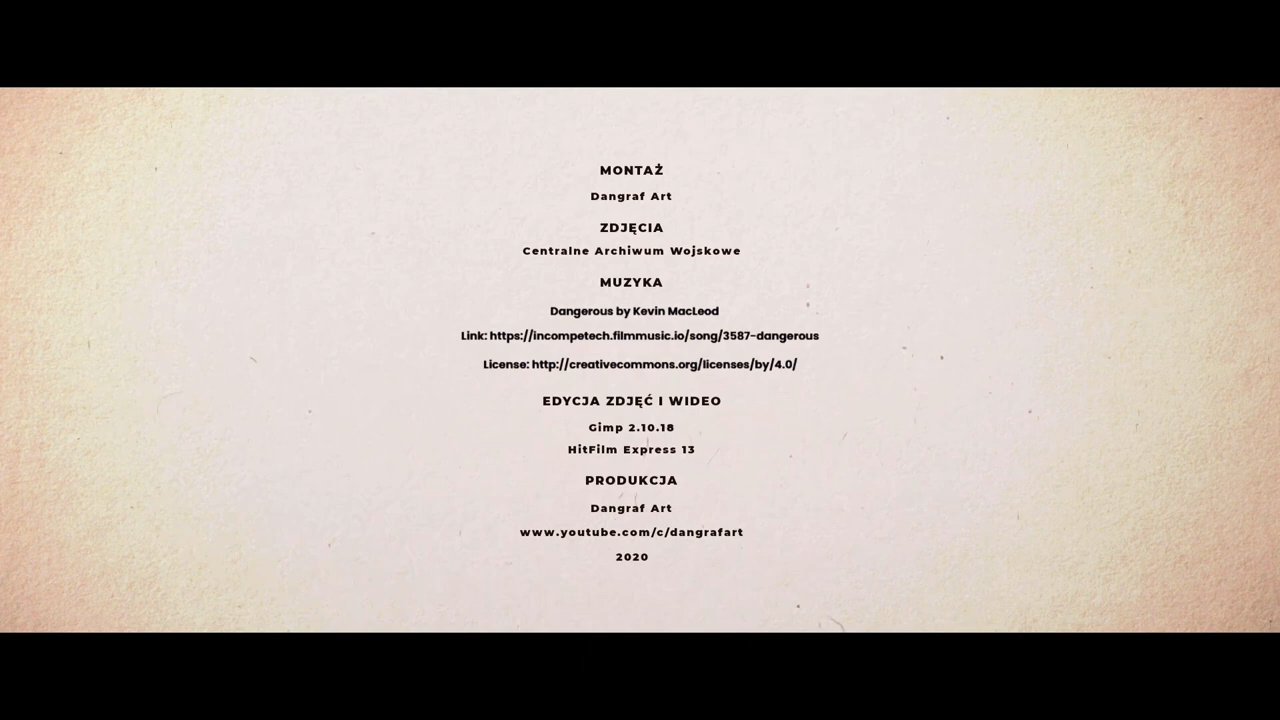 MONTAŻ
Dangraf Art
ZDJĘCIA
Centralne Archiwum Wojskowe
MUZYKA
Dangerous by Kevin MacLeod
Link: https://incompetech.filmmusic.io/song/3587-dangerous
License: http://creativecommons.org/licenses/by/4.0/
EDYCJA ZDJĘĆ I WIDEO
Gimp 2.10.18
HitFilm Express 13
PRODUKCJA
Dangraf Art
www.youtube.com/c/dangrafart
2020